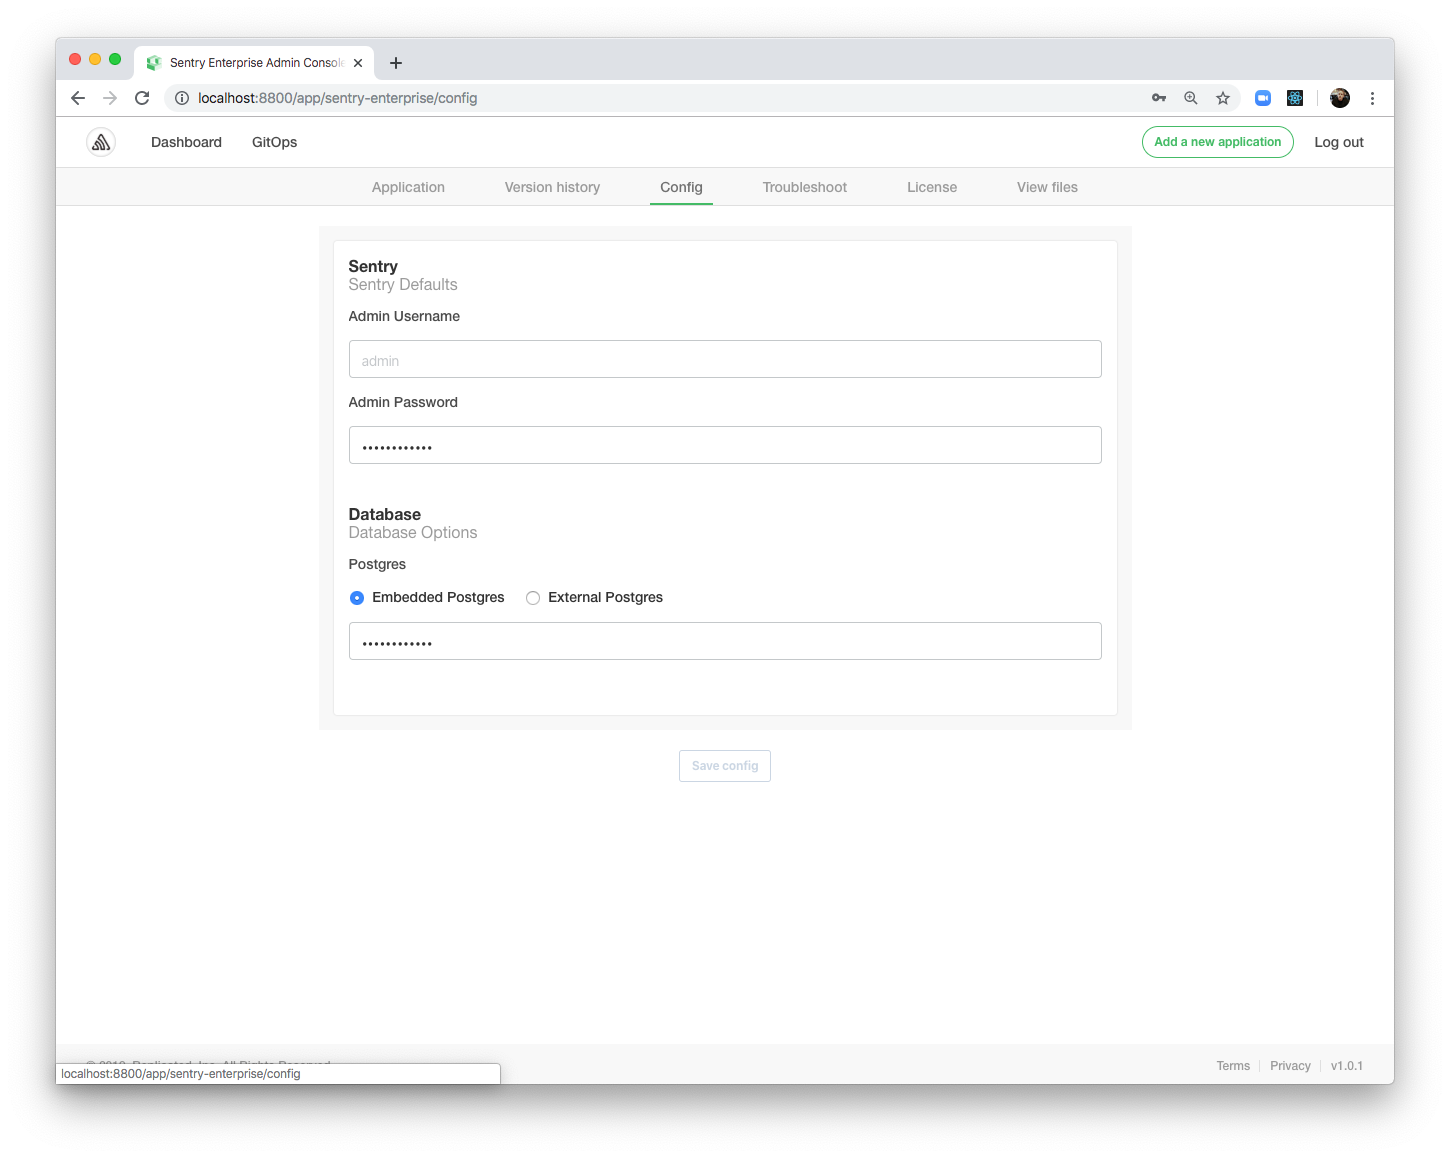 Sentry Enterprise Admin Console
localhost:8800/app/sentry-enterprise/config
Dashboard GitOps Add a new application Log out
Application Version history Config Troubleshoot License View files
Sentry
Sentry Defaults
Admin Username
admin
Admin Password
••••••••••••
Database
Database Options
Postgres
Embedded Postgres External Postgres
••••••••••••
Save config
Terms Privacy v1.0.1
localhost:8800/app/sentry-enterprise/config